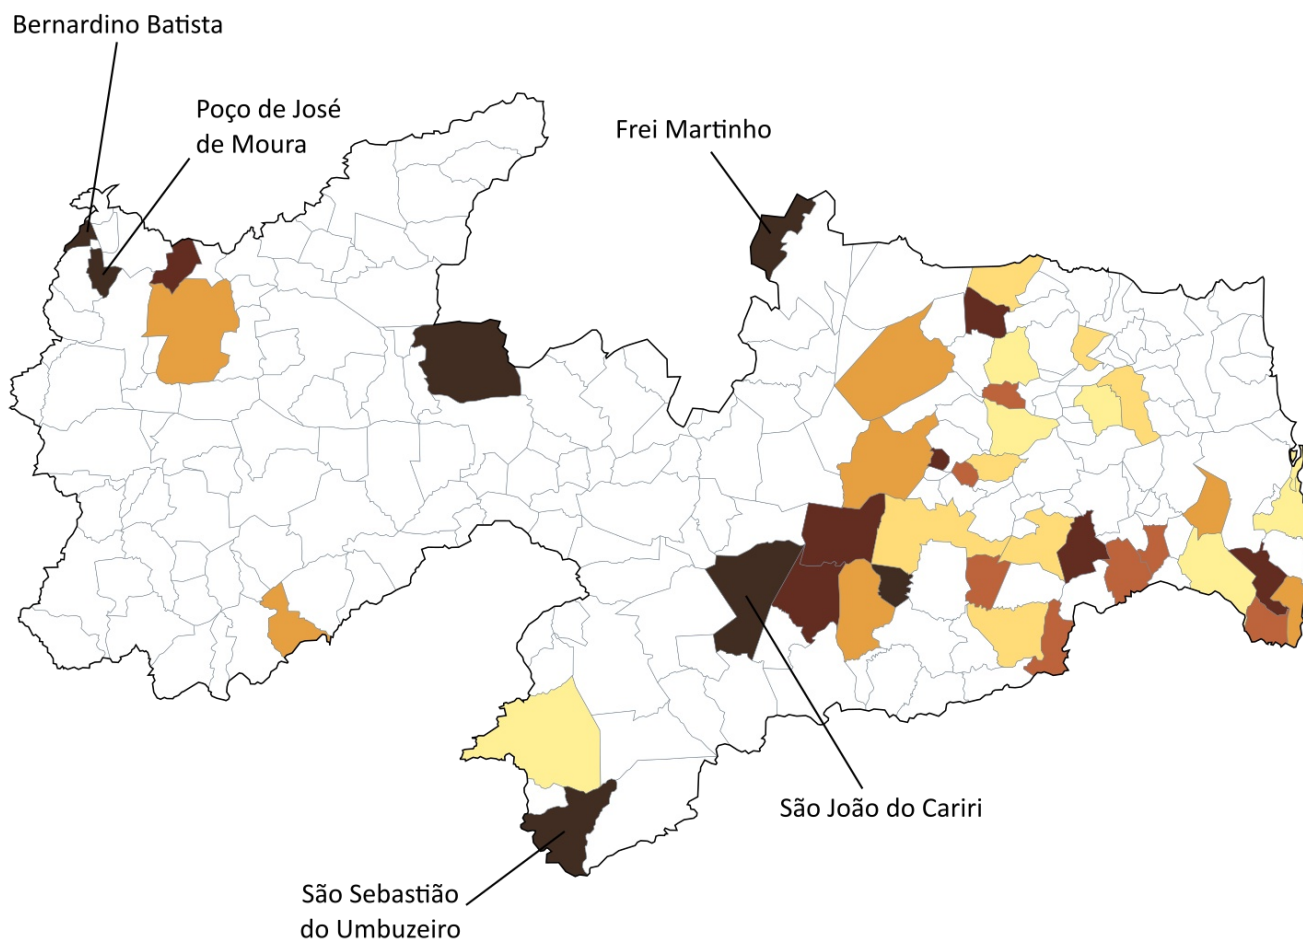 Bernardino Batista
Poço de José
de Moura
Frei Martinho
São João do Cariri
São Sebastião
do Umbuzeiro